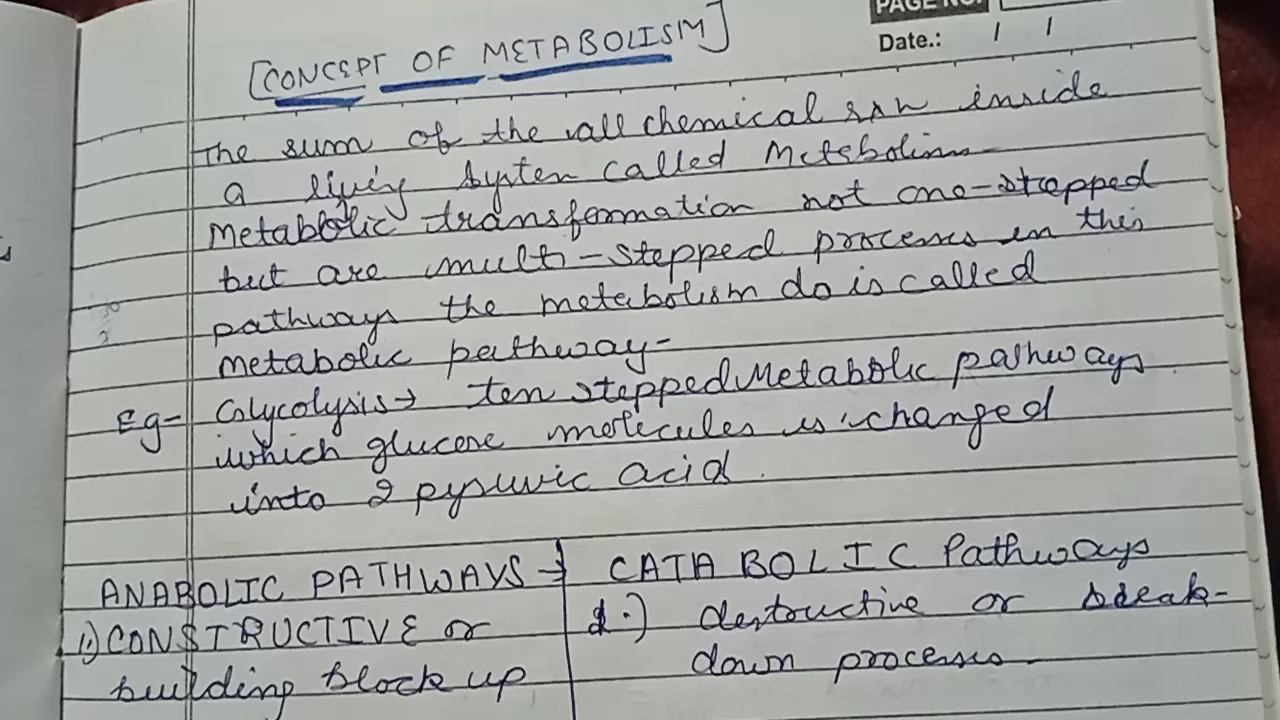 PAGE NO.
Date.: / /
[CONCEPT OF METABOLISM]
The sum of the all chemical rxn inside
a living system called Metabolism
Metabolic transformation not one-stepped
but are multi-stepped processes in this
pathways the metabolism do is called
metabolic pathway-
Eg- Glycolysis→ ten stepped Metabolic pathways
which glucose molecules is changed
into 2 pyruvic acid.
ANABOLIC PATHWAYS→ CATABOLIC Pathways
1) CONSTRUCTIVE or 1.) destructive or break-
building block up down processes